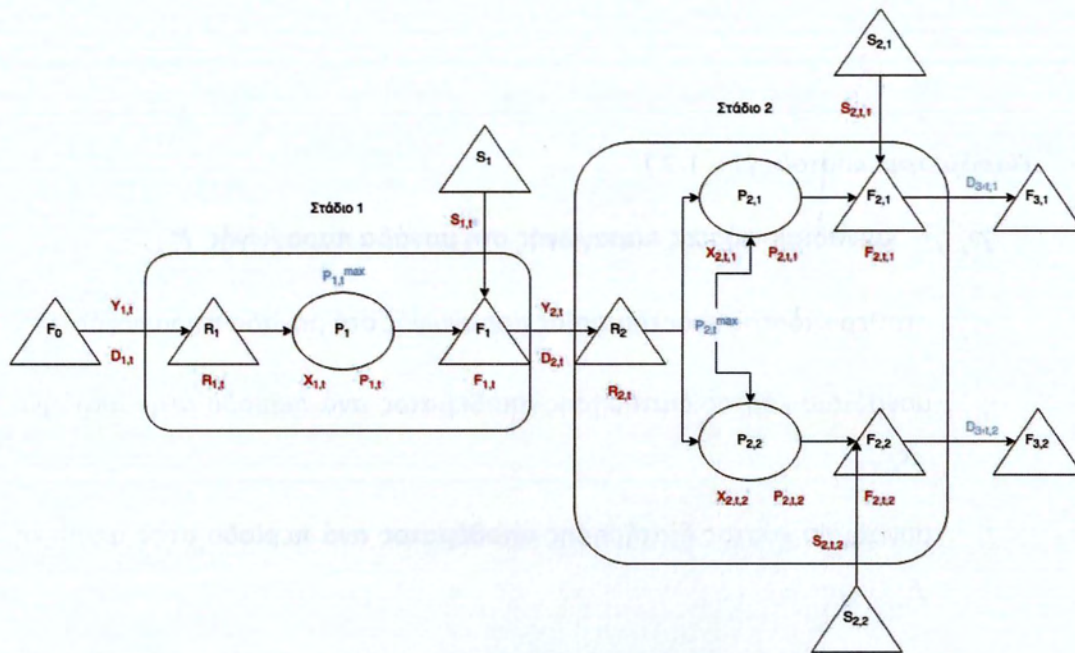 S2,1
Στάδιο 2
S2,t,1
S1
Στάδιο 1
S1,t
P2,1
F2,1
D3,t,1
F3,1
X2,t,1 P2,t,1 F2,t,1
P1,t max
Y1,t
Y2,t
F0 R1 P1 F1 R2
P2,t max
D1,t
D2,t
R1,t X1,t P1,t F1,t
R2,t
P2,2
F2,2
D3,t,2
F3,2
X2,t,2 P2,t,2 F2,t,2
S2,t,2
S2,2